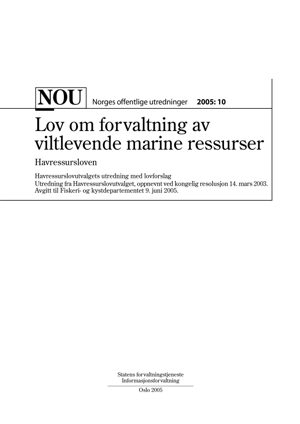 NOU Norges offentlige utredninger 2005: 10
Lov om forvaltning av
viltlevende marine ressurser
Havressursloven
Havressurslovutvalgets utredning med lovforslag
Utredning fra Havressurslovutvalget, oppnevnt ved kongelig resolusjon 14. mars 2003.
Avgitt til Fiskeri- og kystdepartementet 9. juni 2005.
Statens forvaltningstjeneste
Informasjonsforvaltning
Oslo 2005